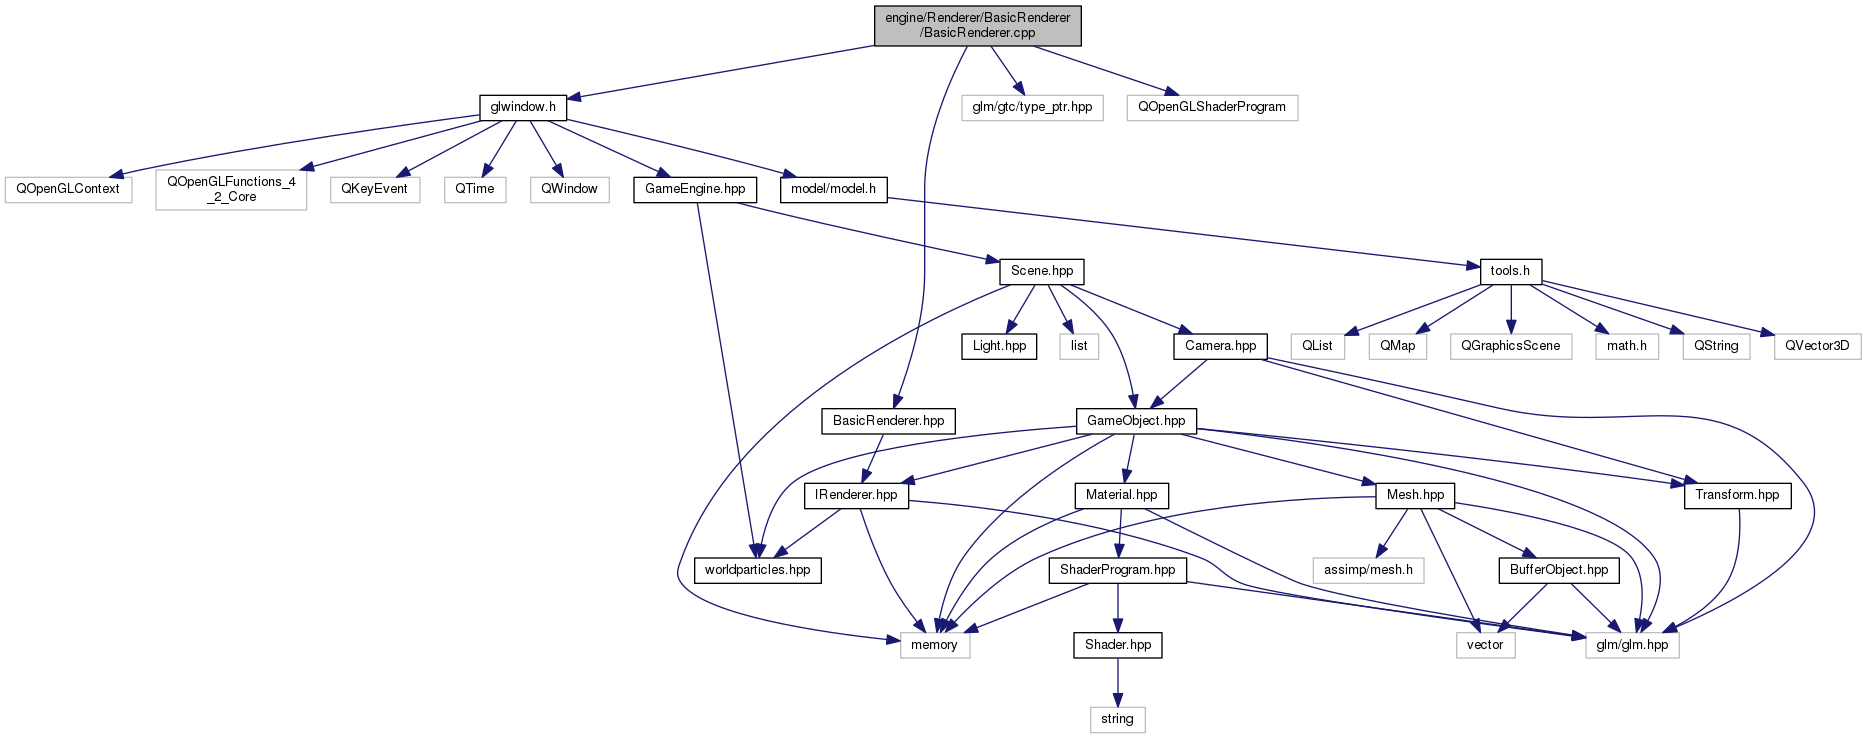 engine/Renderer/BasicRenderer
/BasicRenderer.cpp
glwindow.h
glm/gtc/type_ptr.hpp
QOpenGLShaderProgram
QOpenGLContext
QOpenGLFunctions_4
_2_Core
QKeyEvent
QTime
QWindow
GameEngine.hpp
model/model.h
Scene.hpp
tools.h
Light.hpp
list
Camera.hpp
QList
QMap
QGraphicsScene
math.h
QString
QVector3D
BasicRenderer.hpp
GameObject.hpp
IRenderer.hpp
Material.hpp
Mesh.hpp
Transform.hpp
worldparticles.hpp
ShaderProgram.hpp
assimp/mesh.h
BufferObject.hpp
memory
Shader.hpp
vector
glm/glm.hpp
string